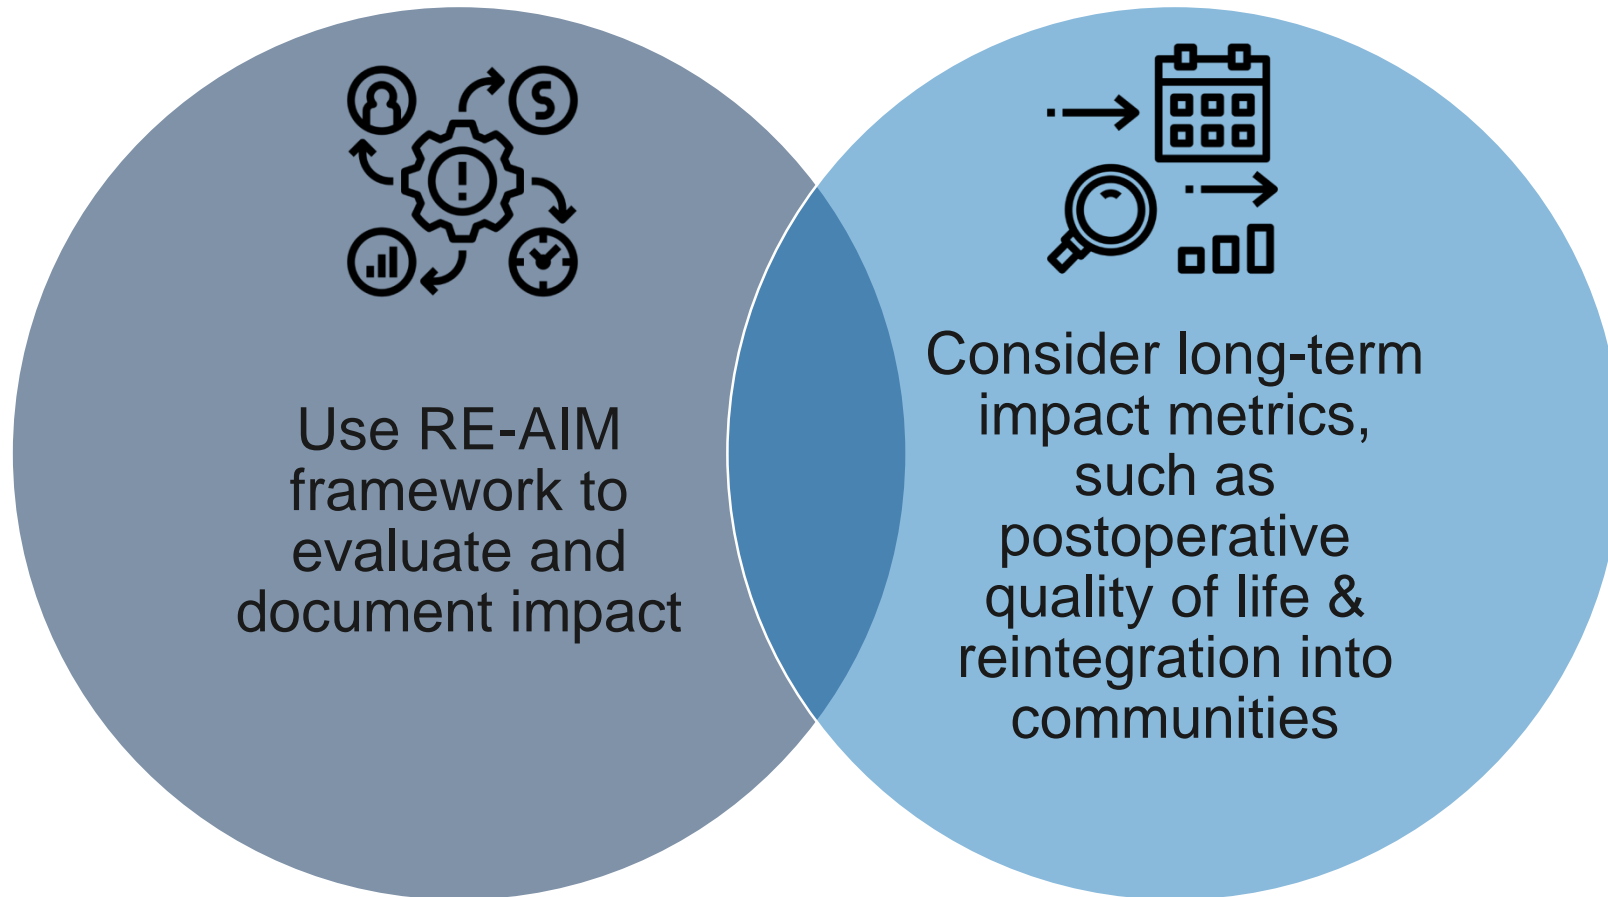 Use RE-AIM
framework to
evaluate and
document impact
Consider long-term
impact metrics,
such as
postoperative
quality of life &
reintegration into
communities